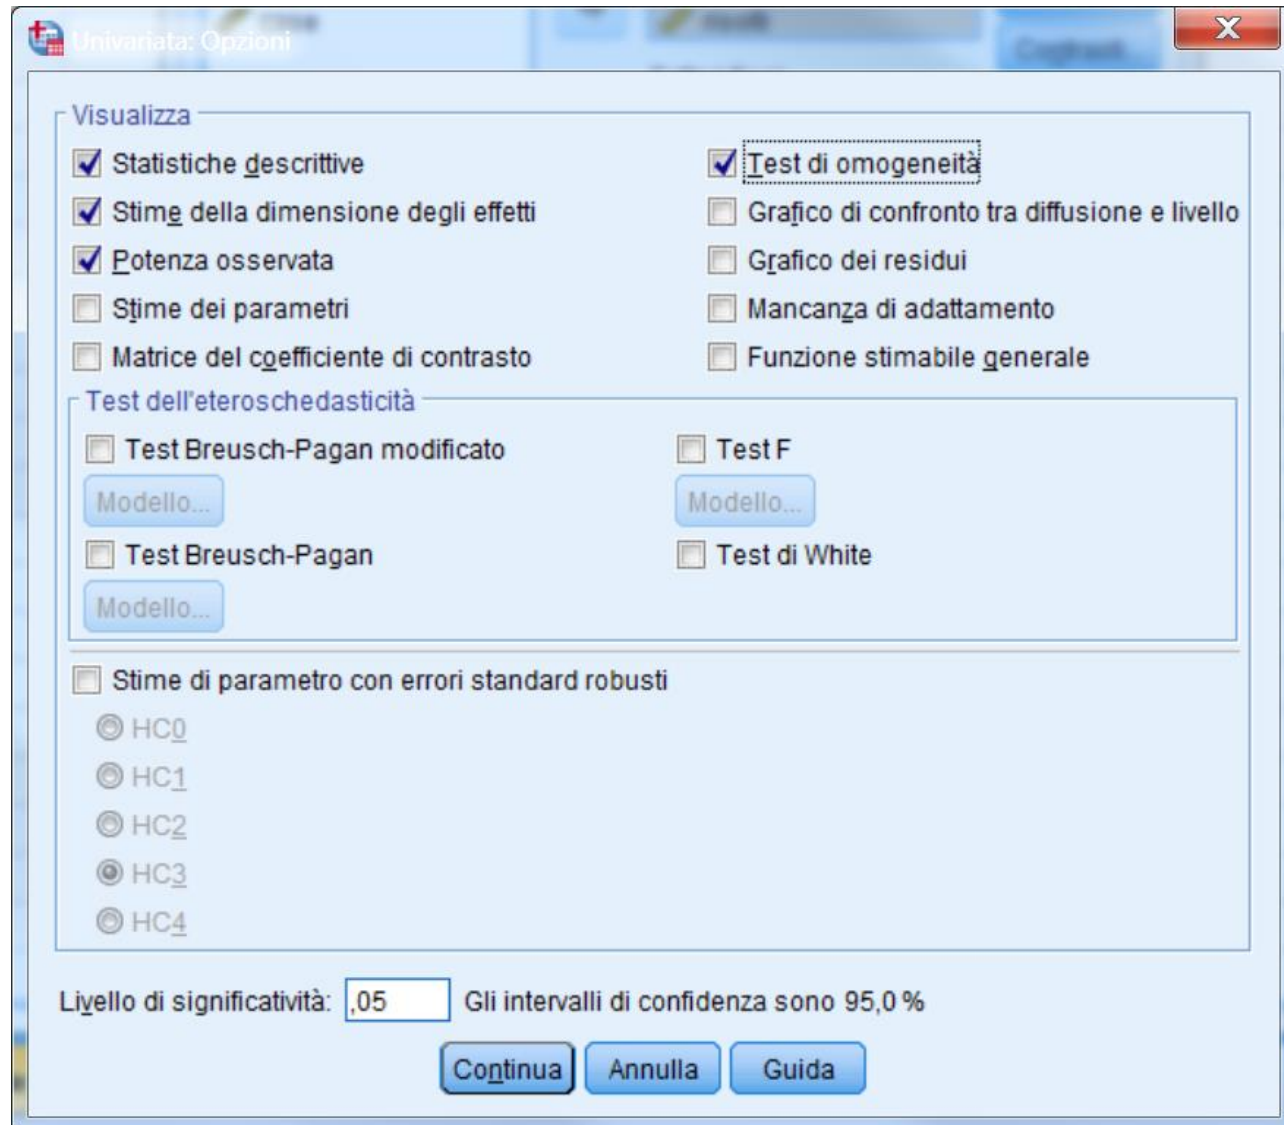 Univariata: Opzioni
Contrasti...
Visualizza
Statistiche descrittive
Test di omogeneità
Stime della dimensione degli effetti
Grafico di confronto tra diffusione e livello
Potenza osservata
Grafico dei residui
Stime dei parametri
Mancanza di adattamento
Matrice del coefficiente di contrasto
Funzione stimabile generale
Test dell'eteroschedasticità
Test Breusch-Pagan modificato
Test F
Modello...
Modello...
Test Breusch-Pagan
Test di White
Modello...
Stime di parametro con errori standard robusti
HC0
HC1
HC2
HC3
HC4
Livello di significatività: ,05 Gli intervalli di confidenza sono 95,0 %
Continua Annulla Guida